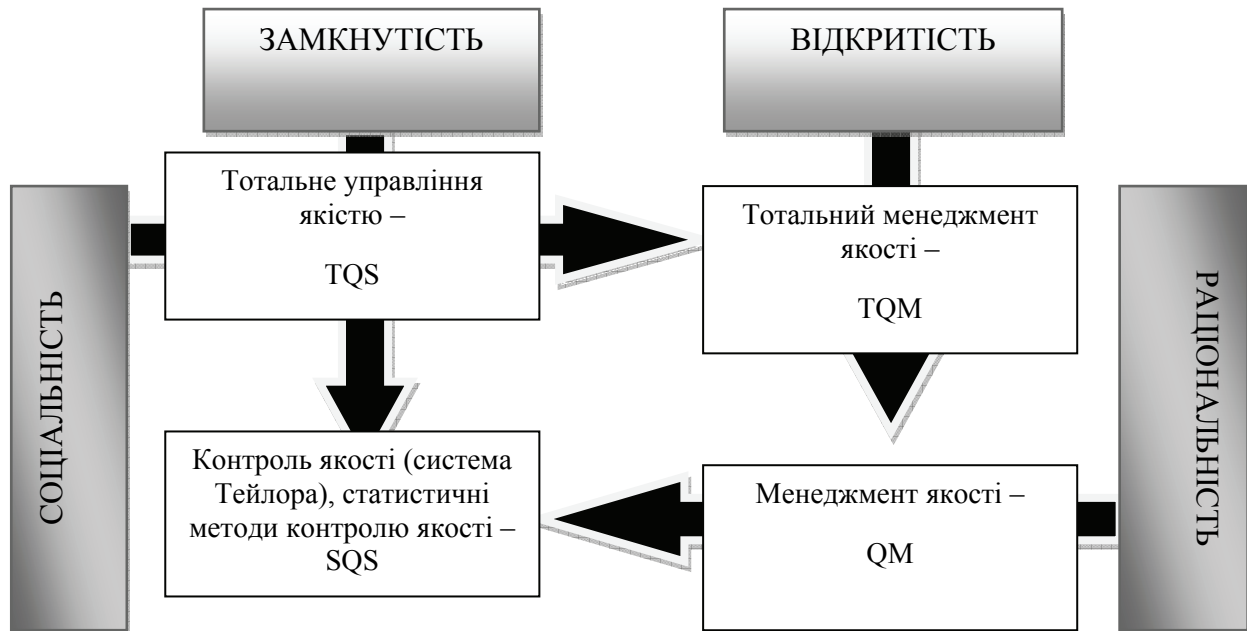 ЗАМКНУТІСТЬ
ВІДКРИТІСТЬ
СОЦІАЛЬНІСТЬ
Тотальне управління
якістю –
TQS
Тотальний менеджмент
якості –
TQM
РАЦІОНАЛЬНІСТЬ
Контроль якості (система
Тейлора), статистичні
методи контролю якості –
SQS
Менеджмент якості –
QM